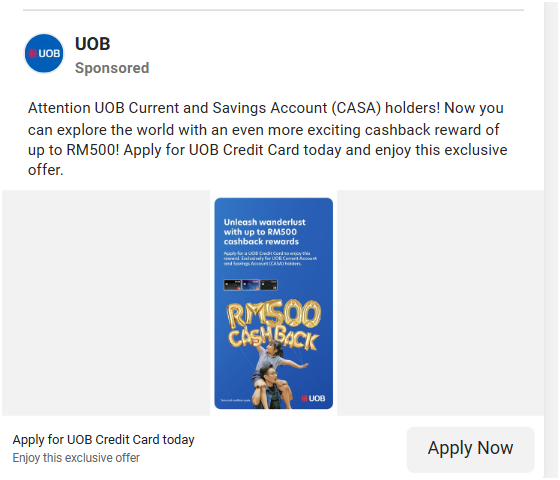 UOB
UOB
Sponsored
Attention UOB Current and Savings Account (CASA) holders! Now you
can explore the world with an even more exciting cashback reward of
up to RM500! Apply for UOB Credit Card today and enjoy this exclusive
offer.
Unleash wanderlust
with up to RM500
cashback rewards
Apply for a UOB Credit Card to enjoy this
reward. Exclusively for UOB Current Account
and Savings Account (CASA) holders.
RM500
CASHBACK
UOB
Apply for UOB Credit Card today
Enjoy this exclusive offer
Apply Now